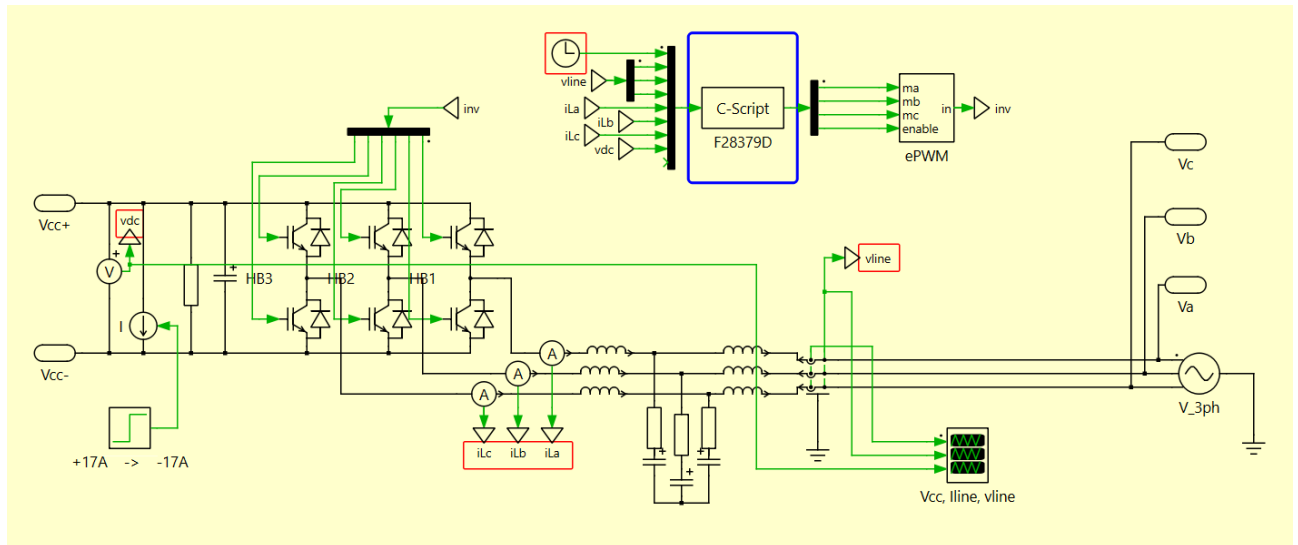 vline
iLa
iLb
iLc
vdc
C-Script
F28379D
ma
mb
mc
enable
in
ePWM
inv
inv
Vc
Vcc+
vdc
V
HB3
HB2
HB1
Vb
vline
Va
I
Vcc-
A
A
A
V_3ph
+17A -> -17A
iLc
iLb
iLa
Vcc, Iline, vline